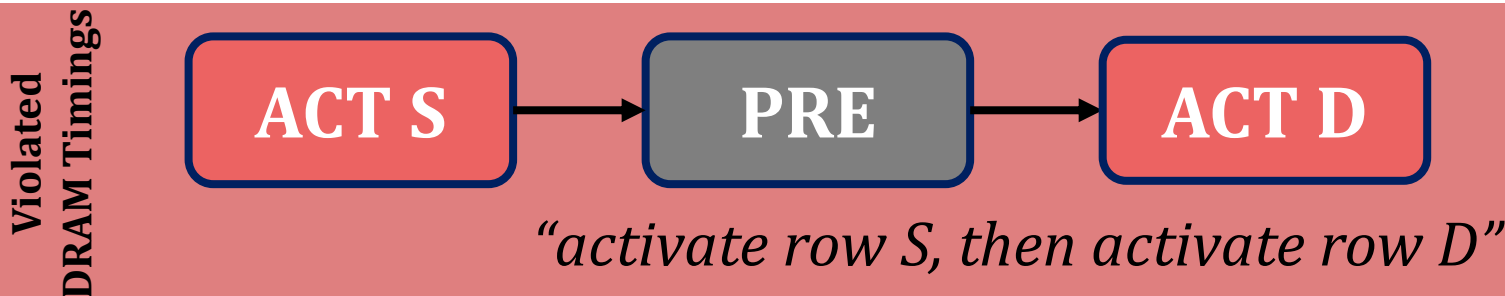 Violated
DRAM Timings
ACT S
PRE
ACT D
“activate row S, then activate row D”